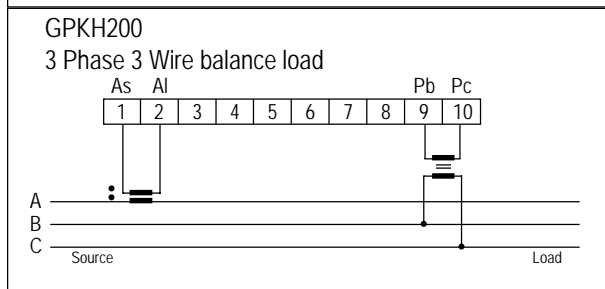 GPKH200
3 Phase 3 Wire balance load
As Al Pb Pc
1 2 3 4 5 6 7 8 9 10
A
B
C
Source Load